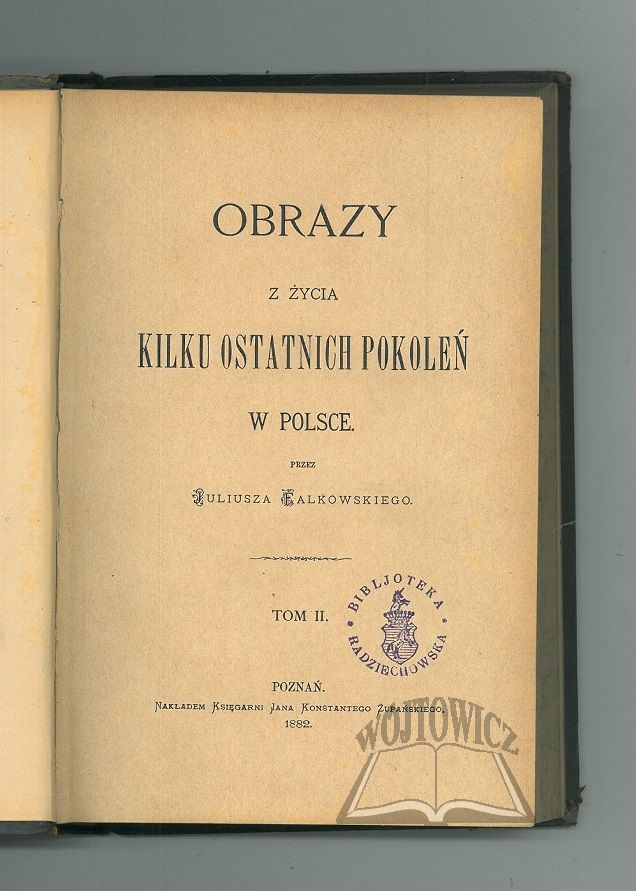 OBRAZY
Z ŻYCIA
KILKU OSTATNICH POKOLEŃ
W POLSCE.
PRZEZ
JULIUSZA FALKOWSKIEGO.
TOM II.
BIBLJOTEKA
RADZIECHOWSKA
POZNAŃ.
NAKŁADEM KSIĘGARNI JANA KONSTANTEGO ŻUPAŃSKIEGO.
1882.
WÓJTOWICZ